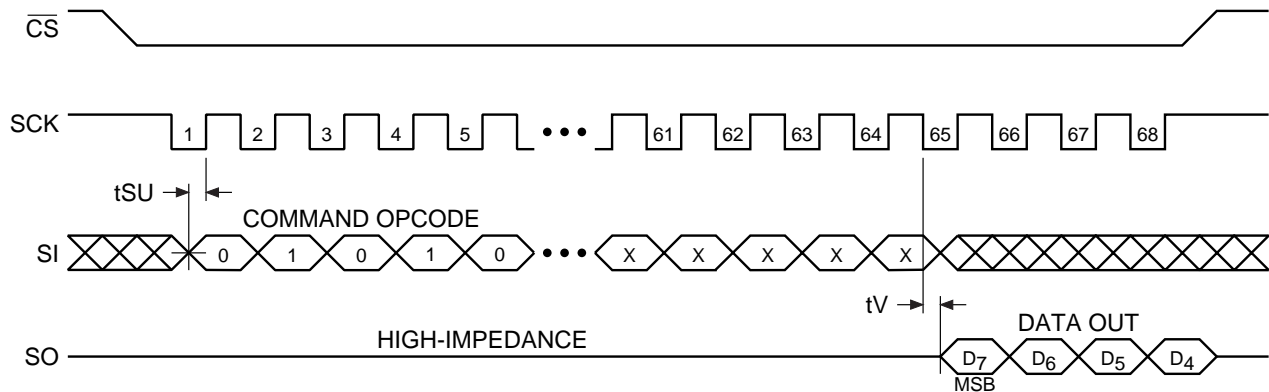 CS
SCK 1 2 3 4 5 ••• 61 62 63 64 65 66 67 68
tSU
COMMAND OPCODE
SI 0 1 0 1 0 ••• X X X X X
tV
HIGH-IMPEDANCE
DATA OUT
SO D7 D6 D5 D4
MSB